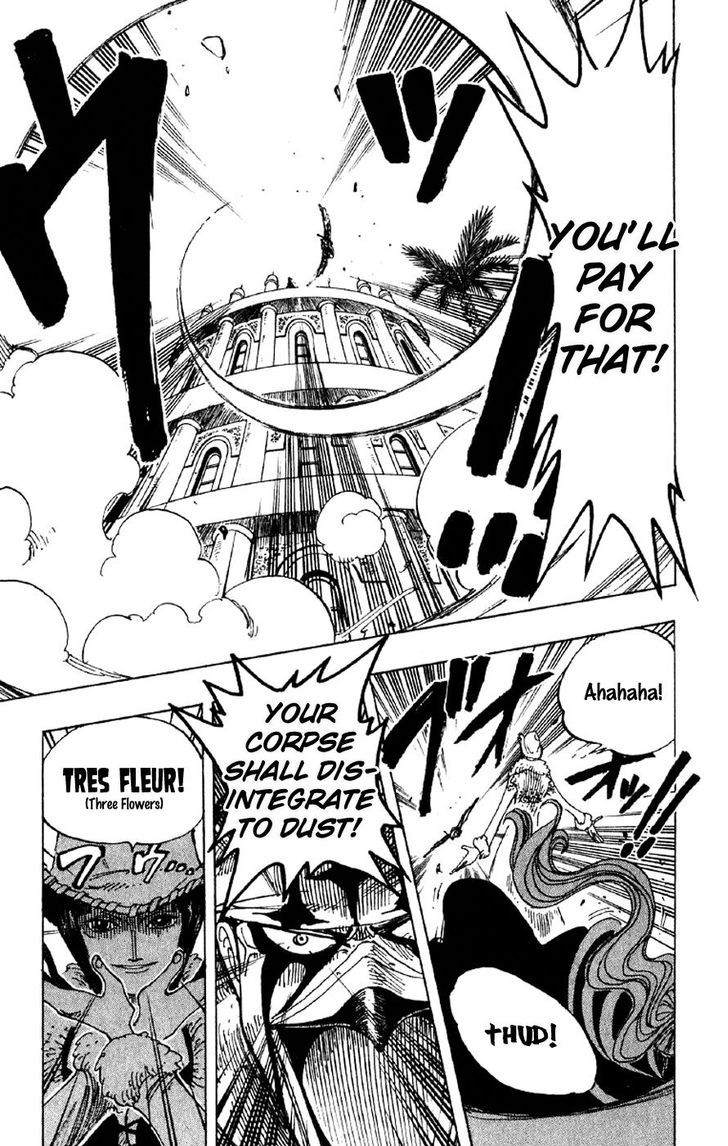 YOU'LL
PAY
FOR
THAT!
Ahahaha!
THUD!
YOUR
CORPSE
SHALL DIS-
INTEGRATE
TO DUST!
TRES FLEUR!
(Three Flowers)